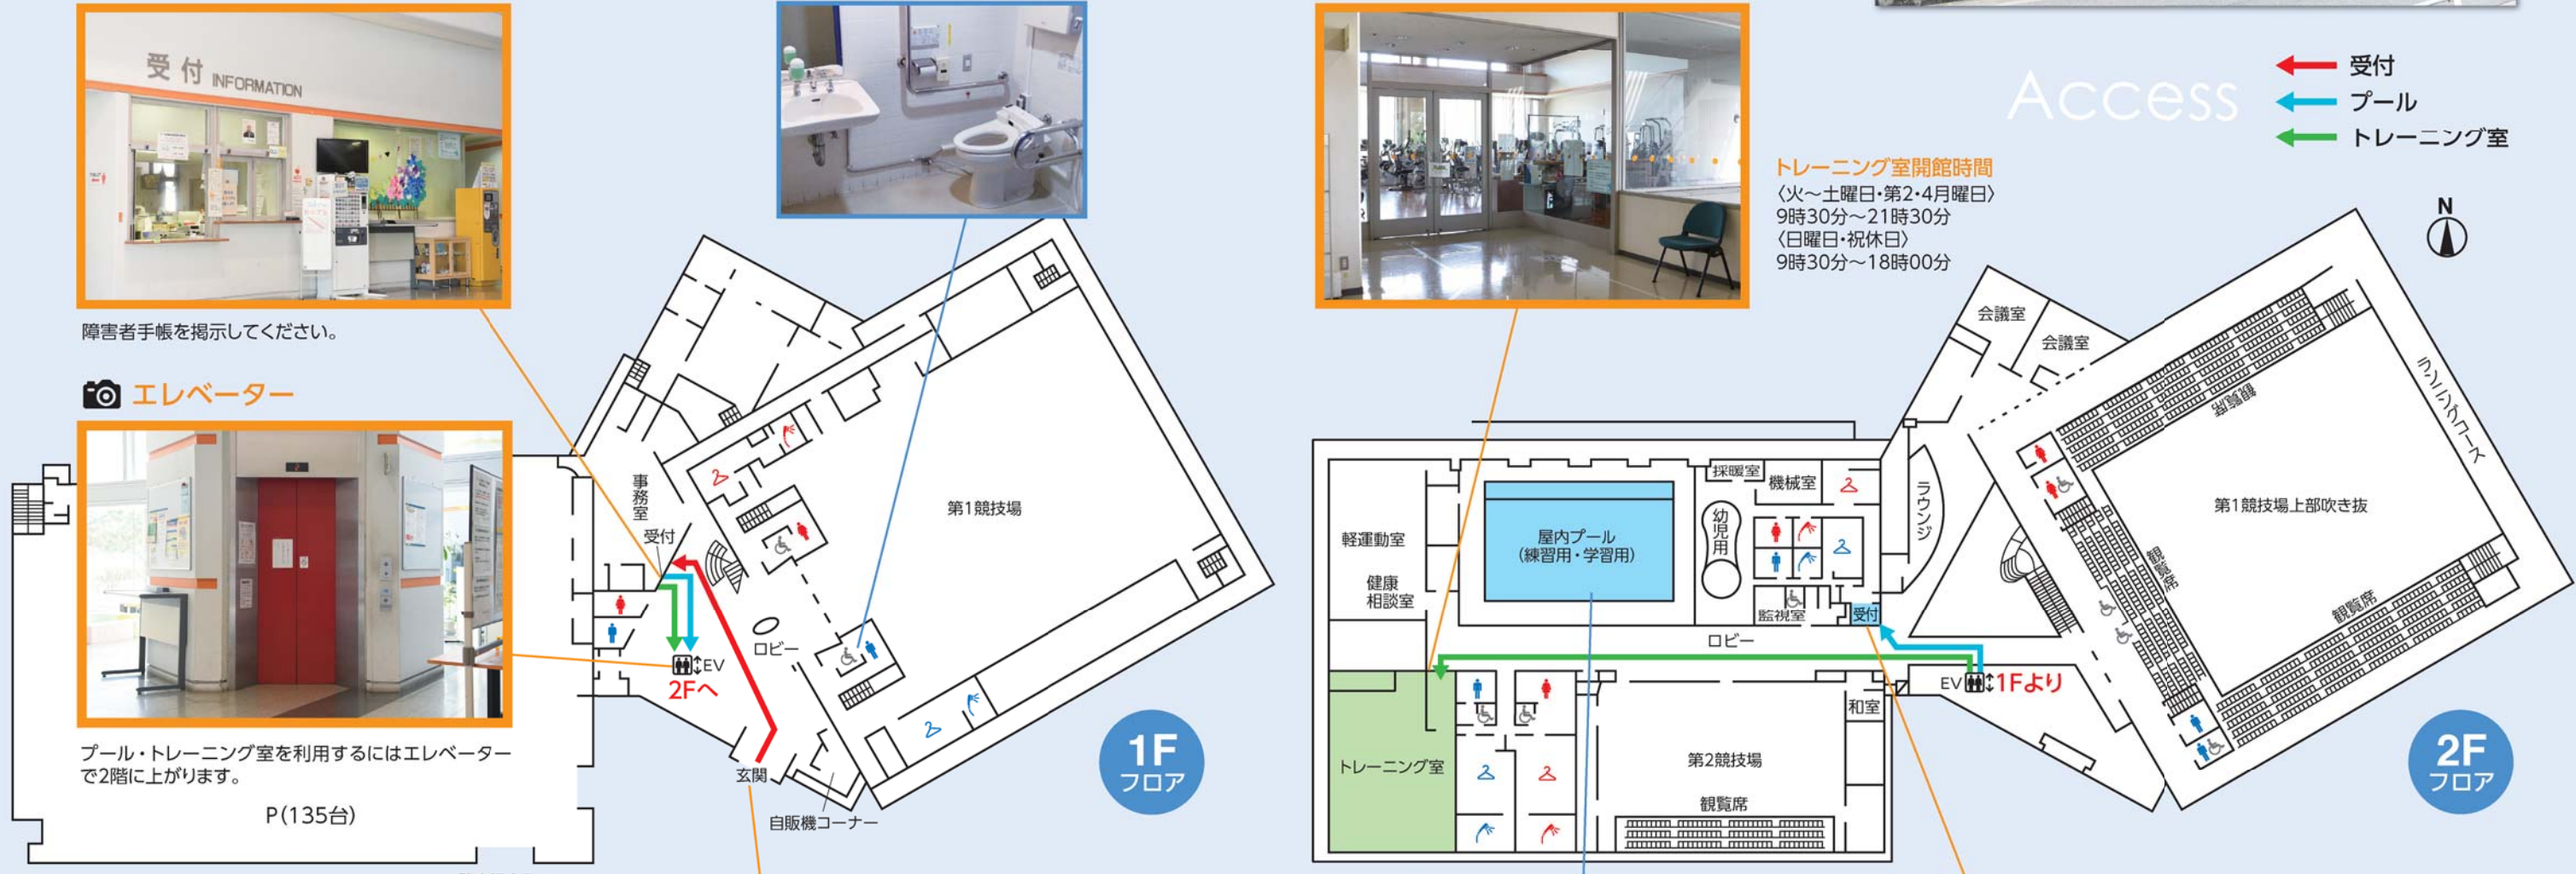 受付 INFORMATION
障害者手帳を掲示してください。
エレベーター
プール・トレーニング室を利用するにはエレベーター
で2階に上がります。
P(135台)
事務室
受付
EV
2Fへ
ロビー
玄関
自販機コーナー
第1競技場
1F
フロア
Access
受付
プール
トレーニング室
トレーニング室開館時間
〈火〜土曜日・第2・4月曜日〉
9時30分〜21時30分
〈日曜日・祝休日〉
9時30分〜18時00分
N
会議室
会議室
ランニングコース
観覧席
第1競技場上部吹き抜
観覧席
観覧席
ラウンジ
採暖室
機械室
幼児用
屋内プール
(練習用・学習用)
軽運動室
健康
相談室
監視室
受付
ロビー
EV
1Fより
和室
トレーニング室
第2競技場
観覧席
2F
フロア